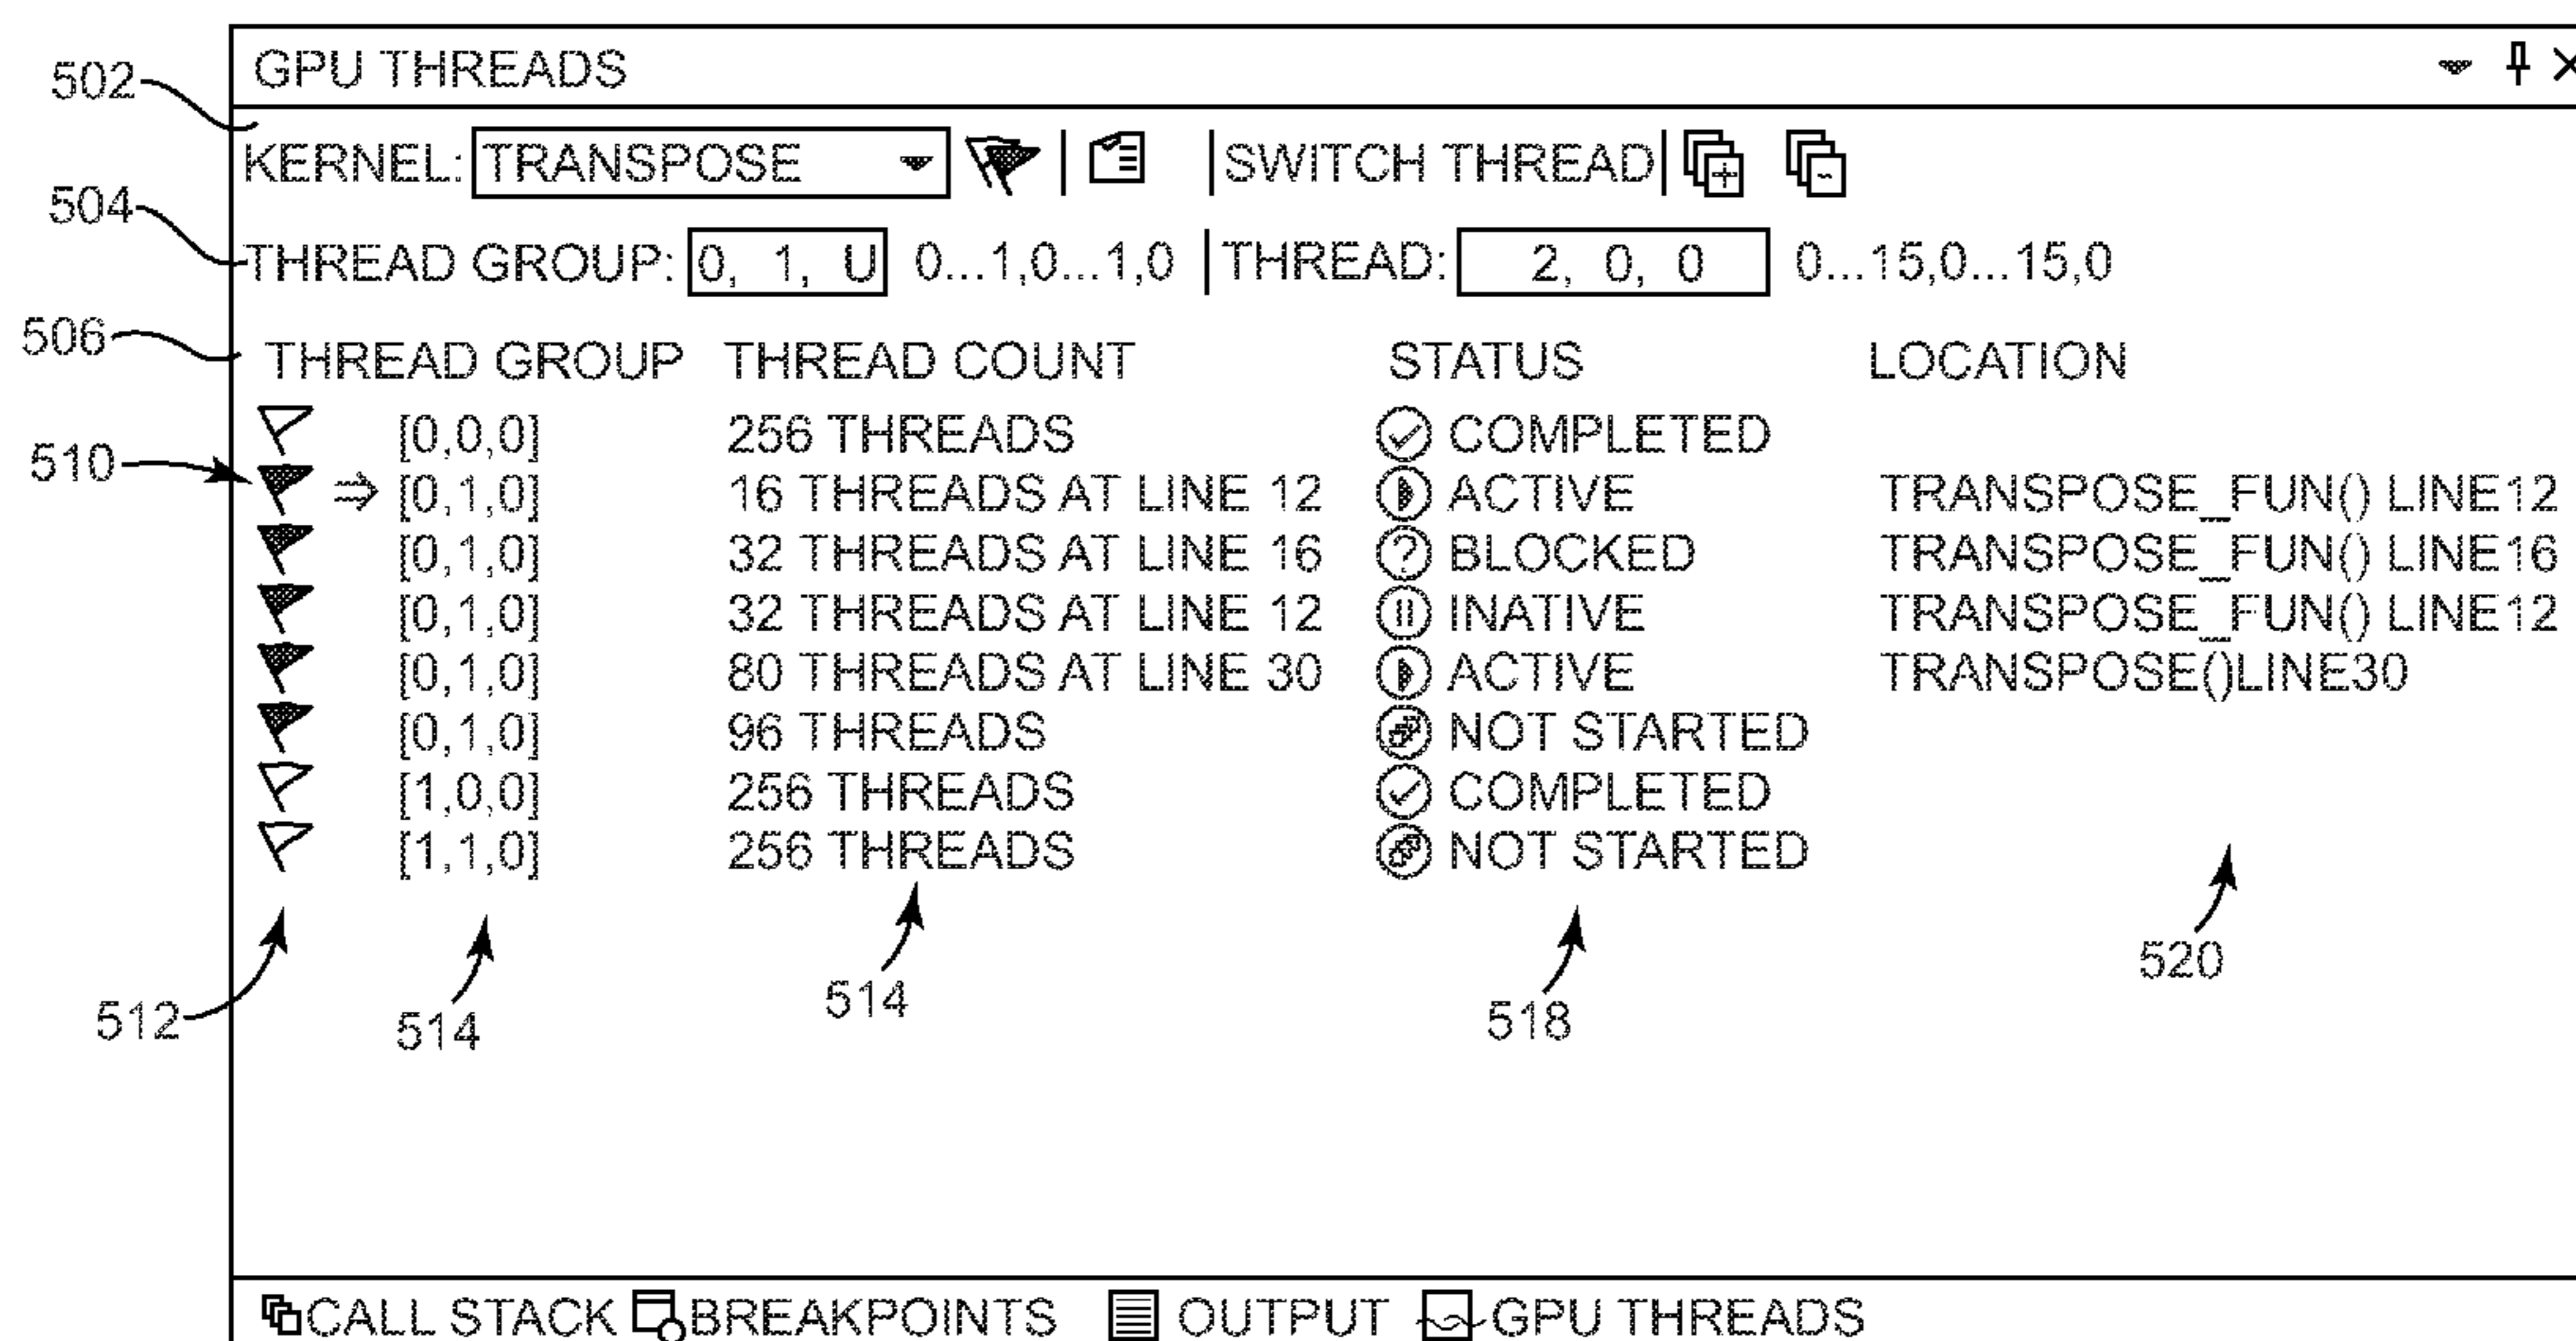 GPU THREADS
502
KERNEL: TRANSPOSE SWITCH THREAD
504
THREAD GROUP: 0, 1, U 0...1,0...1,0 THREAD: 2, 0, 0 0...15,0...15,0
506
THREAD GROUP THREAD COUNT STATUS LOCATION
[0,0,0] 256 THREADS COMPLETED
510
[0,1,0] 16 THREADS AT LINE 12 ACTIVE TRANSPOSE_FUN() LINE12
[0,1,0] 32 THREADS AT LINE 16 BLOCKED TRANSPOSE_FUN() LINE16
[0,1,0] 32 THREADS AT LINE 12 INATIVE TRANSPOSE_FUN() LINE12
[0,1,0] 80 THREADS AT LINE 30 ACTIVE TRANSPOSE()LINE30
[0,1,0] 96 THREADS NOT STARTED
[1,0,0] 256 THREADS COMPLETED
[1,1,0] 256 THREADS NOT STARTED
512 514 514 518 520
CALL STACK BREAKPOINTS OUTPUT GPU THREADS